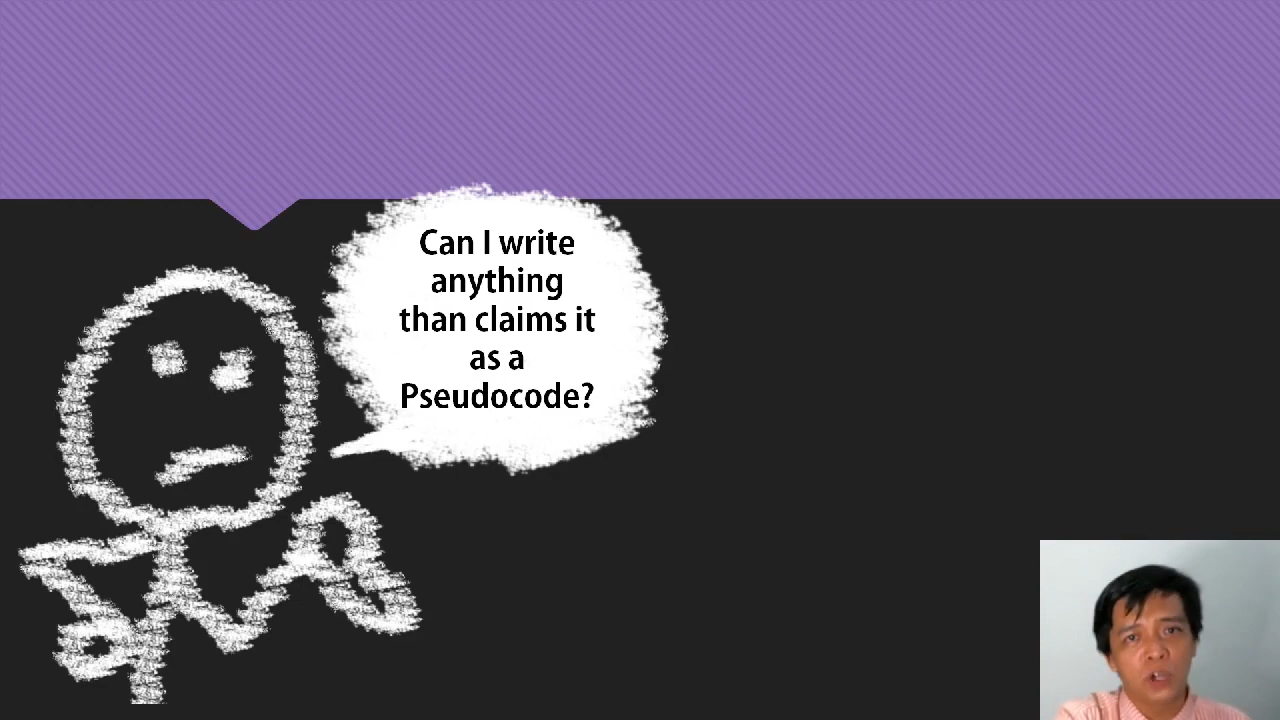 Can I write
anything
than claims it
as a
Pseudocode?